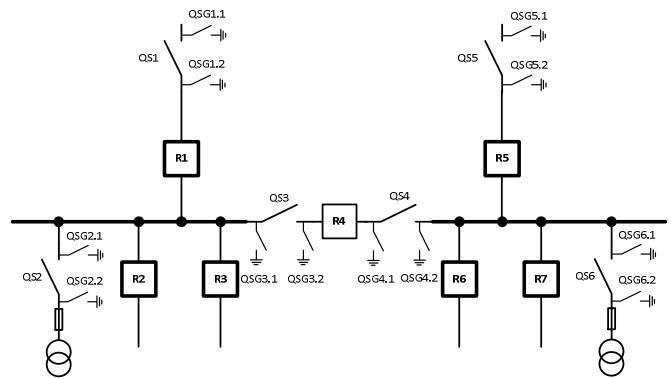 QSG1.1
QS1
QSG1.2
R1
QSG5.1
QS5
QSG5.2
R5
QS3
R4
QS4
QSG2.1
QS2
QSG2.2
R2
R3
QSG3.1
QSG3.2
QSG4.1
QSG4.2
R6
R7
QSG6.1
QS6
QSG6.2